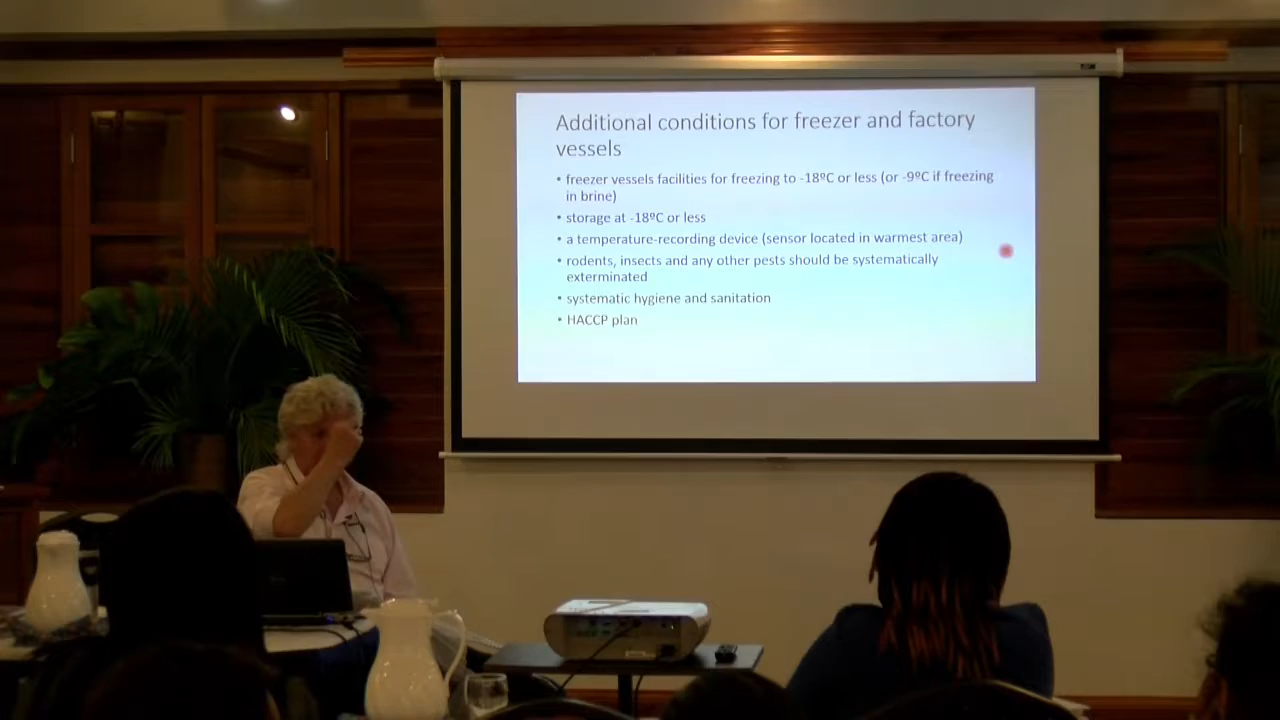 Additional conditions for freezer and factory
vessels
• freezer vessels facilities for freezing to -18ºC or less (or -9ºC if freezing
in brine)
• storage at -18ºC or less
• a temperature-recording device (sensor located in warmest area)
• rodents, insects and any other pests should be systematically
exterminated
• systematic hygiene and sanitation
• HACCP plan